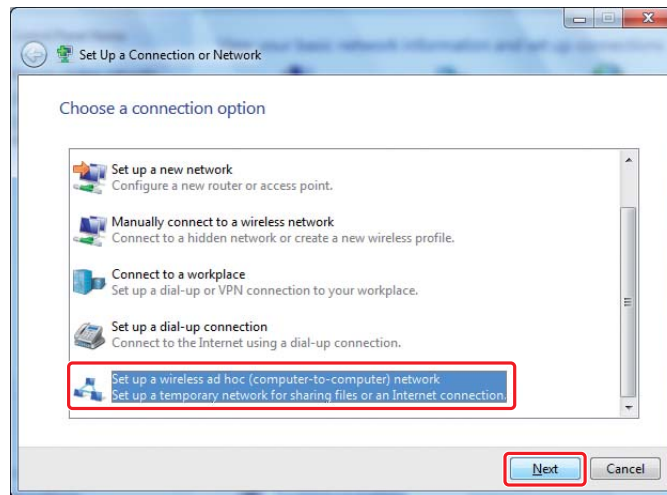 Set Up a Connection or Network
Choose a connection option
Set up a new network
Configure a new router or access point.
Manually connect to a wireless network
Connect to a hidden network or create a new wireless profile.
Connect to a workplace
Set up a dial-up or VPN connection to your workplace.
Set up a dial-up connection
Connect to the Internet using a dial-up connection.
Set up a wireless ad hoc (computer-to-computer) network
Set up a temporary network for sharing files or an Internet connection.
Next Cancel